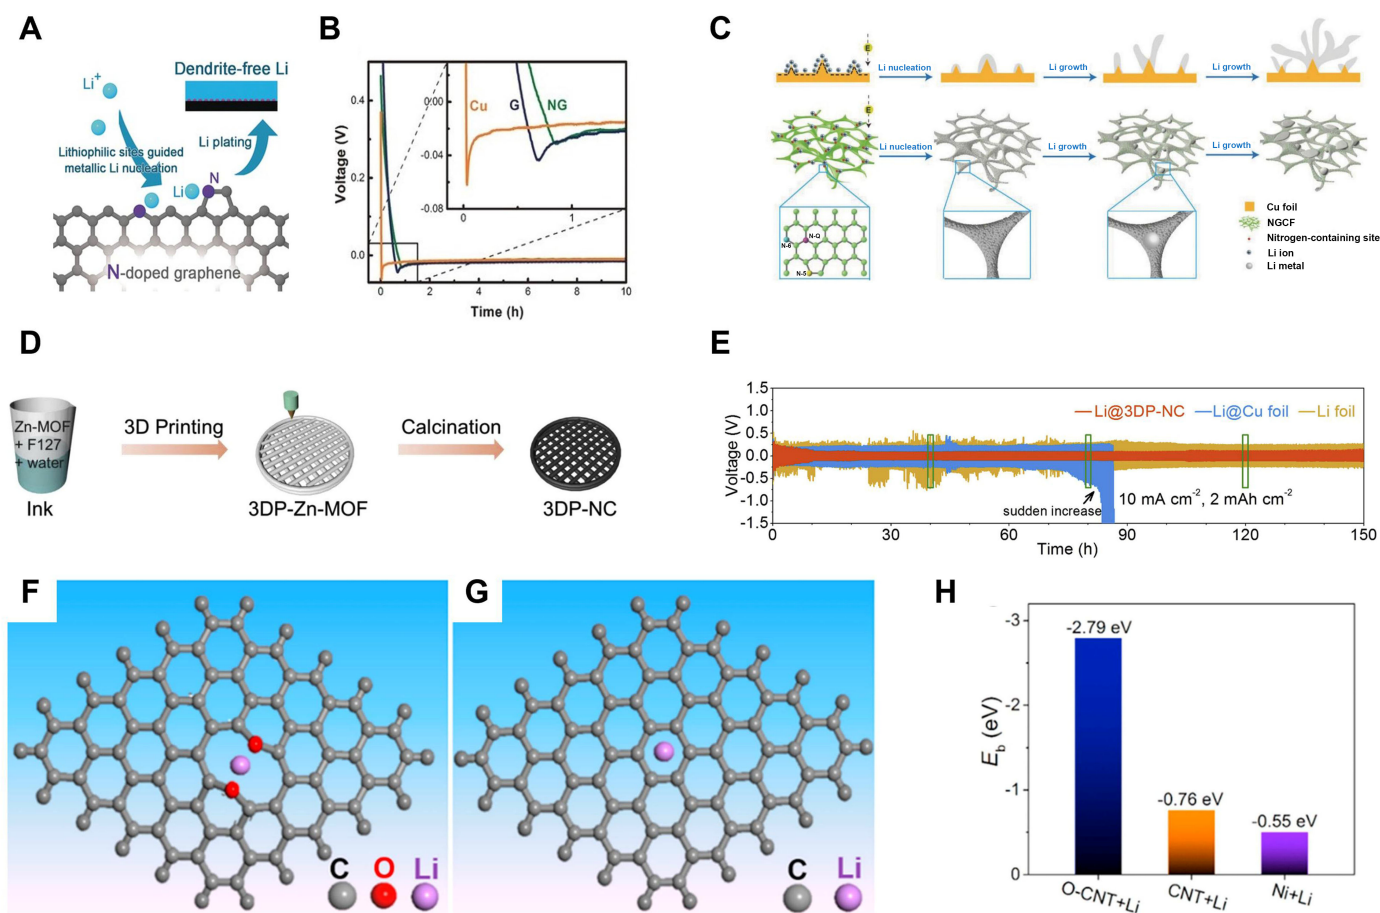 A
Li+
Dendrite-free Li
Li plating
Lithiophilic sites guided
metallic Li nucleation
Li
N
N-doped graphene
B
Voltage (V)
0.4
0.2
0.0
Cu
G
NG
0.00
-0.04
-0.08
0
1
0
2
4
6
8
10
Time (h)
C
E
Li nucleation
Li growth
Li growth
E
Li nucleation
Li growth
Li growth
N-6
N-Q
N-5
Cu foil
NGCF
Nitrogen-containing site
Li ion
Li metal
D
Zn-MOF
+ F127
+ water
Ink
3D Printing
3DP-Zn-MOF
Calcination
3DP-NC
E
Voltage (V)
1.5
1.0
0.5
0.0
-0.5
-1.0
-1.5
Li@3DP-NC
Li@Cu foil
Li foil
sudden increase
10 mA cm-2, 2 mAh cm-2
0
30
60
90
120
150
Time (h)
F
C
O
Li
G
C
Li
H
Eb (eV)
-3
-2
-1
0
-2.79 eV
-0.76 eV
-0.55 eV
O-CNT+Li
CNT+Li
Ni+Li